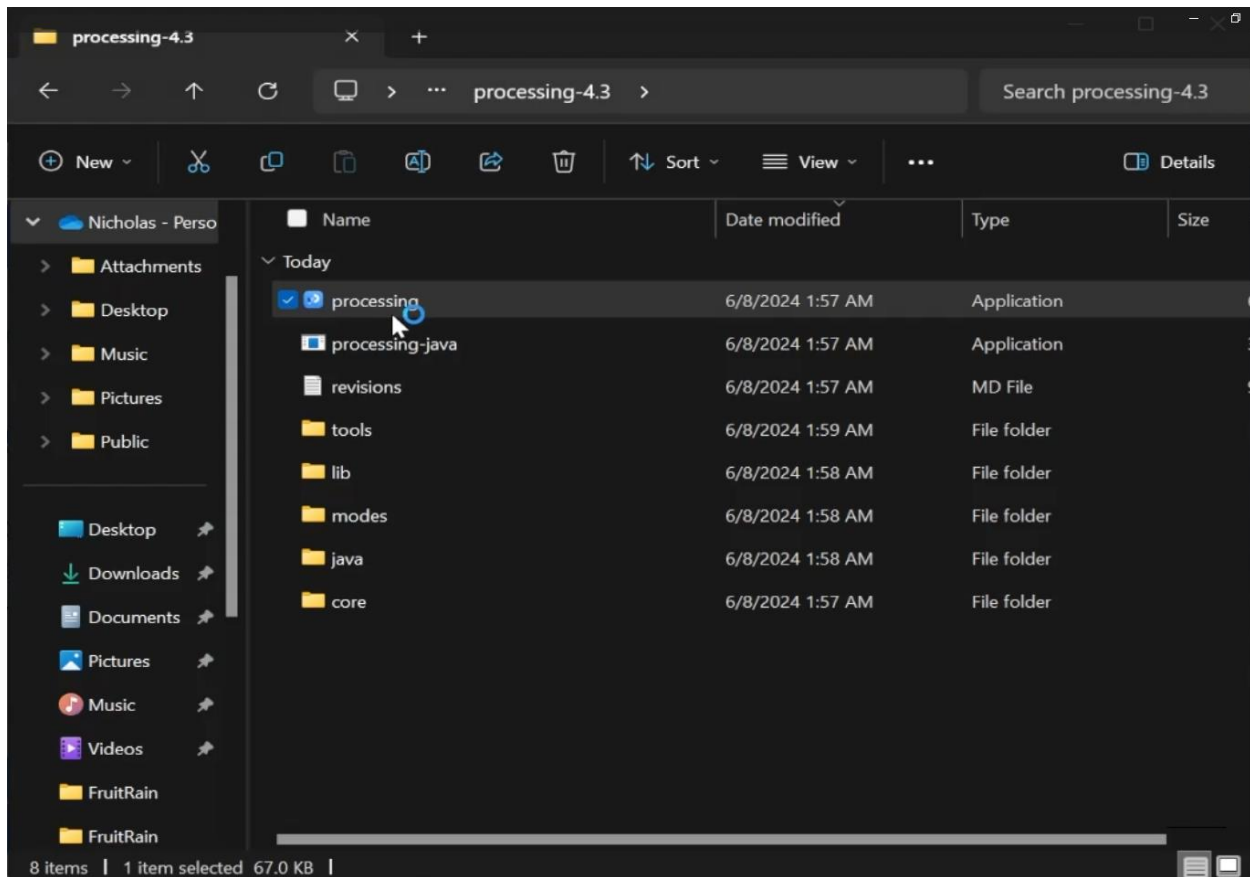 processing-4.3
processing-4.3
Search processing-4.3
New
Sort
View
Details
Nicholas - Perso
Attachments
Desktop
Music
Pictures
Public
Desktop
Downloads
Documents
Pictures
Music
Videos
FruitRain
FruitRain
Name Date modified Type Size
Today
processing 6/8/2024 1:57 AM Application
processing-java 6/8/2024 1:57 AM Application
revisions 6/8/2024 1:57 AM MD File
tools 6/8/2024 1:59 AM File folder
lib 6/8/2024 1:58 AM File folder
modes 6/8/2024 1:58 AM File folder
java 6/8/2024 1:58 AM File folder
core 6/8/2024 1:57 AM File folder
8 items | 1 item selected 67.0 KB |